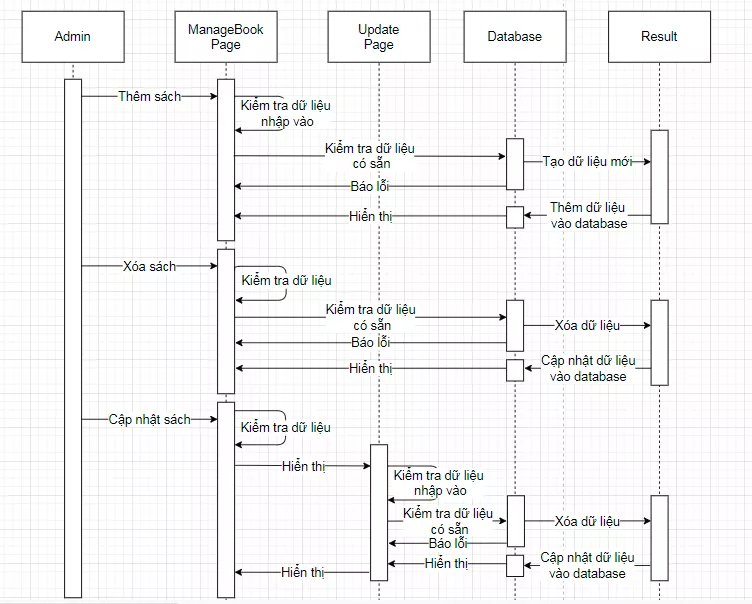 Admin
ManageBook
Page
Update
Page
Database
Result
Thêm sách
Kiểm tra dữ liệu
nhập vào
Kiểm tra dữ liệu
có sẵn
Tạo dữ liệu mới
Báo lỗi
Thêm dữ liệu
vào database
Hiển thị
Xóa sách
Kiểm tra dữ liệu
Kiểm tra dữ liệu
có sẵn
Xóa dữ liệu
Báo lỗi
Cập nhật dữ liệu
vào database
Hiển thị
Cập nhật sách
Kiểm tra dữ liệu
Hiển thị
Kiểm tra dữ liệu
nhập vào
Kiểm tra dữ liệu
có sẵn
Xóa dữ liệu
Báo lỗi
Cập nhật dữ liệu
vào database
Hiển thị
Hiển thị